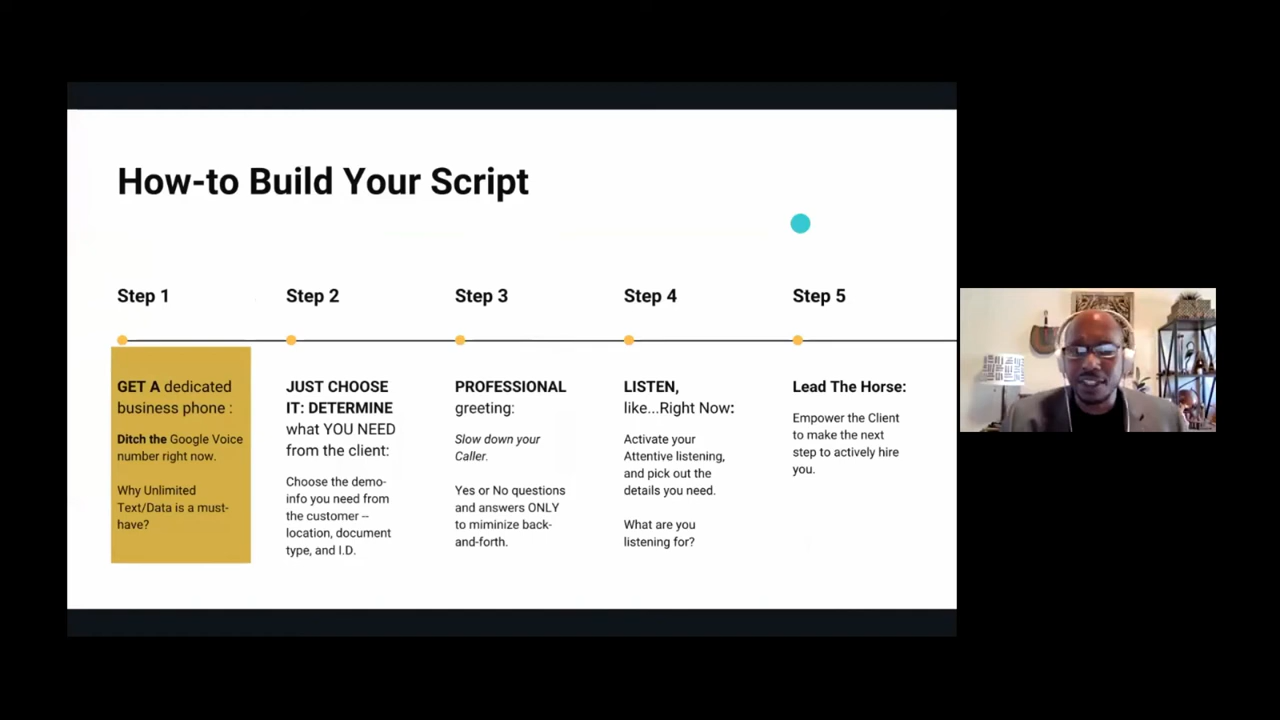 How-to Build Your Script
Step 1
Step 2
Step 3
Step 4
Step 5
GET A dedicated
business phone :
Ditch the Google Voice
number right now.
Why Unlimited
Text/Data is a must-
have?
JUST CHOOSE
IT: DETERMINE
what YOU NEED
from the client:
Choose the demo-
info you need from
the customer --
location, document
type, and I.D.
PROFESSIONAL
greeting:
Slow down your
Caller.
Yes or No questions
and answers ONLY
to miminize back-
and-forth.
LISTEN,
like...Right Now:
Activate your
Attentive listening,
and pick out the
details you need.
What are you
listening for?
Lead The Horse:
Empower the Client
to make the next
step to actively hire
you.